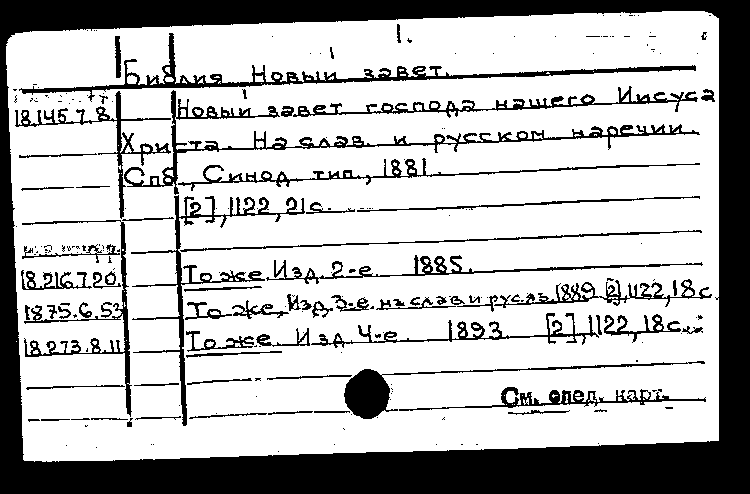 1.
Библия. Новый завет.
18.145.7.8. Новый завет господа нашего Иисуса
Христа. На слав. и русском наречии.
Спб., Синод. тип., 1881.
[2], 1122, 21 с.
18.216.7.20. То же. Изд. 2-е. 1885.
18.75.6.53 То же, Изд. 3-е. на слав и русяз. 1889 [2], 1122, 18 с.
18.273.8.11 То же. Изд. 4-е. 1893. [2], 1122, 18 с.
См. след. карт.